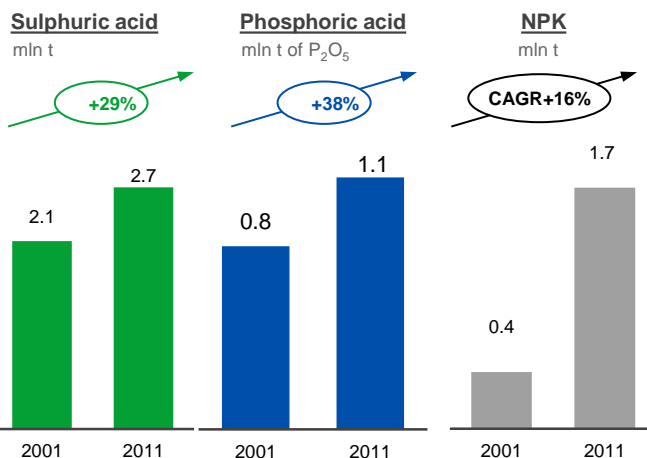 Sulphuric acid
mln t
+29%
2.1
2.7
2001
2011
Phosphoric acid
mln t of P₂O₅
+38%
0.8
1.1
2001
2011
NPK
mln t
CAGR+16%
0.4
1.7
2001
2011